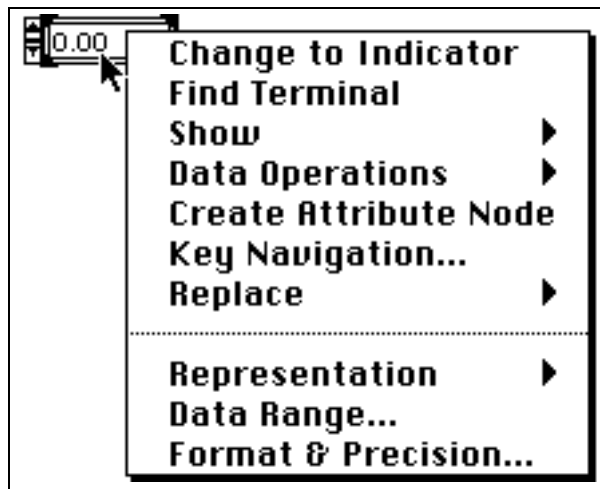 0.00
Change to Indicator
Find Terminal
Show
Data Operations
Create Attribute Node
Key Navigation...
Replace
Representation
Data Range...
Format & Precision...